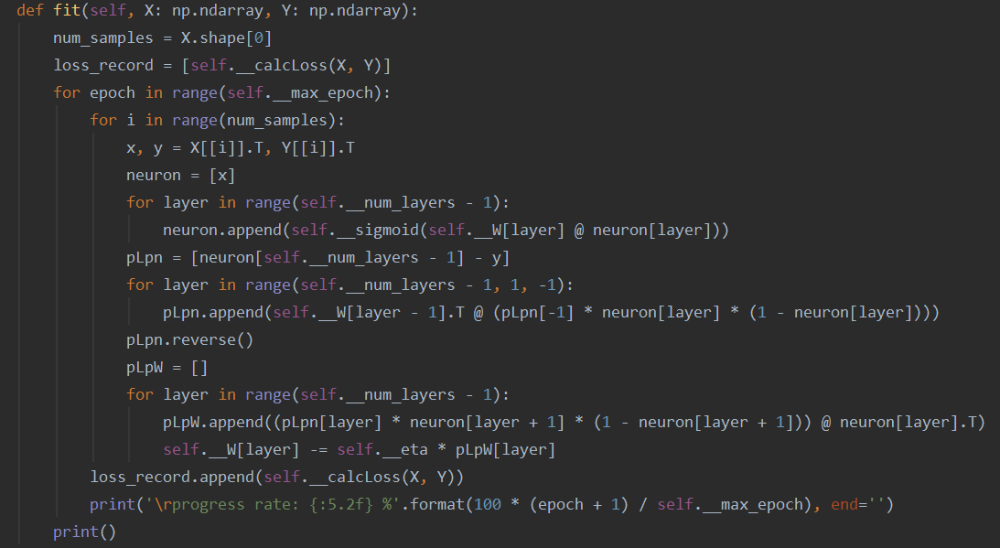 def fit(self, X: np.ndarray, Y: np.ndarray):
    num_samples = X.shape[0]
    loss_record = [self.__calcLoss(X, Y)]
    for epoch in range(self.__max_epoch):
        for i in range(num_samples):
            x, y = X[[i]].T, Y[[i]].T
            neuron = [x]
            for layer in range(self.__num_layers - 1):
                neuron.append(self.__sigmoid(self.__W[layer] @ neuron[layer]))
            pLpn = [neuron[self.__num_layers - 1] - y]
            for layer in range(self.__num_layers - 1, 1, -1):
                pLpn.append(self.__W[layer - 1].T @ (pLpn[-1] * neuron[layer] * (1 - neuron[layer])))
            pLpn.reverse()
            pLpW = []
            for layer in range(self.__num_layers - 1):
                pLpW.append((pLpn[layer] * neuron[layer + 1] * (1 - neuron[layer + 1])) @ neuron[layer].T)
                self.__W[layer] -= self.__eta * pLpW[layer]
        loss_record.append(self.__calcLoss(X, Y))
        print('\rprogress rate: {:5.2f} %'.format(100 * (epoch + 1) / self.__max_epoch), end='')
    print()